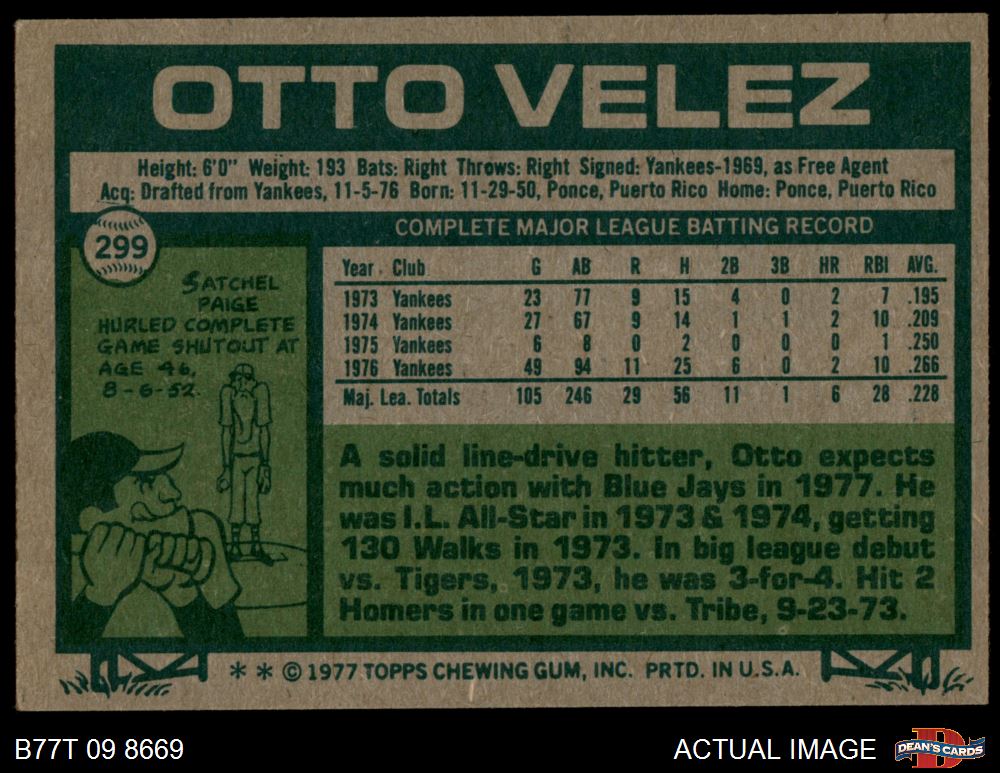 OTTO VELEZ
Height: 6'0" Weight: 193 Bats: Right Throws: Right Signed: Yankees-1969, as Free Agent
Acq: Drafted from Yankees, 11-5-76 Born: 11-29-50, Ponce, Puerto Rico Home: Ponce, Puerto Rico
299
SATCHEL
PAIGE
HURLED COMPLETE
GAME SHUTOUT AT
AGE 46,
8-6-52.
COMPLETE MAJOR LEAGUE BATTING RECORD
Year Club G AB R H 2B 3B HR RBI AVG.
1973 Yankees 23 77 9 15 4 0 2 7 .195
1974 Yankees 27 67 9 14 1 1 2 10 .209
1975 Yankees 6 8 0 2 0 0 0 1 .250
1976 Yankees 49 94 11 25 6 0 2 10 .266
Maj. Lea. Totals 105 246 29 56 11 1 6 28 .228
A solid line-drive hitter, Otto expects
much action with Blue Jays in 1977. He
was I.L. All-Star in 1973 & 1974, getting
130 Walks in 1973. In big league debut
vs. Tigers, 1973, he was 3-for-4. Hit 2
Homers in one game vs. Tribe, 9-23-73.
* * © 1977 TOPPS CHEWING GUM, INC. PRTD. IN U.S.A.
B77T 09 8669
ACTUAL IMAGE
D
DEAN'S CARDS